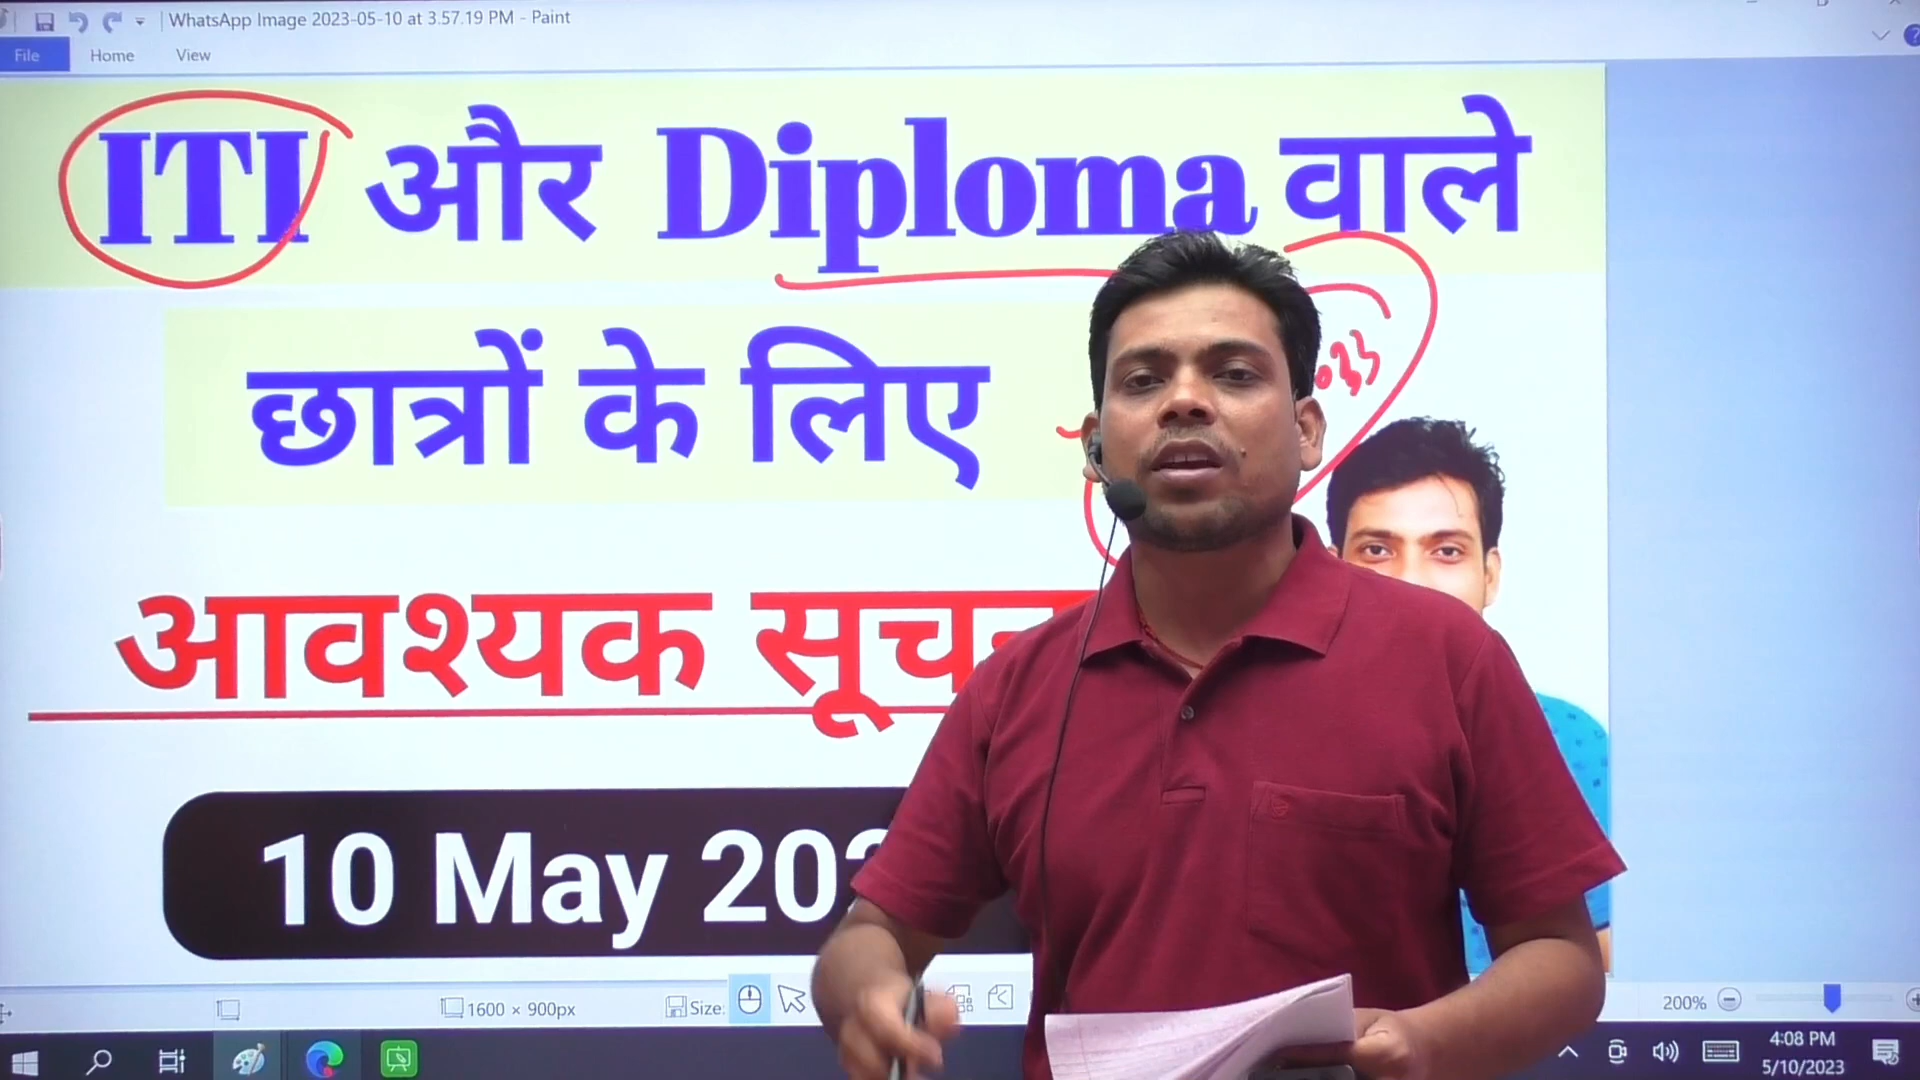 WhatsApp Image 2023-05-10 at 3.57.19 PM - Paint
File Home View
ITI और Diploma वाले
छात्रों के लिए
आवश्यक
10 May
1600 × 900px Size: 200%
4:08 PM
5/10/2023